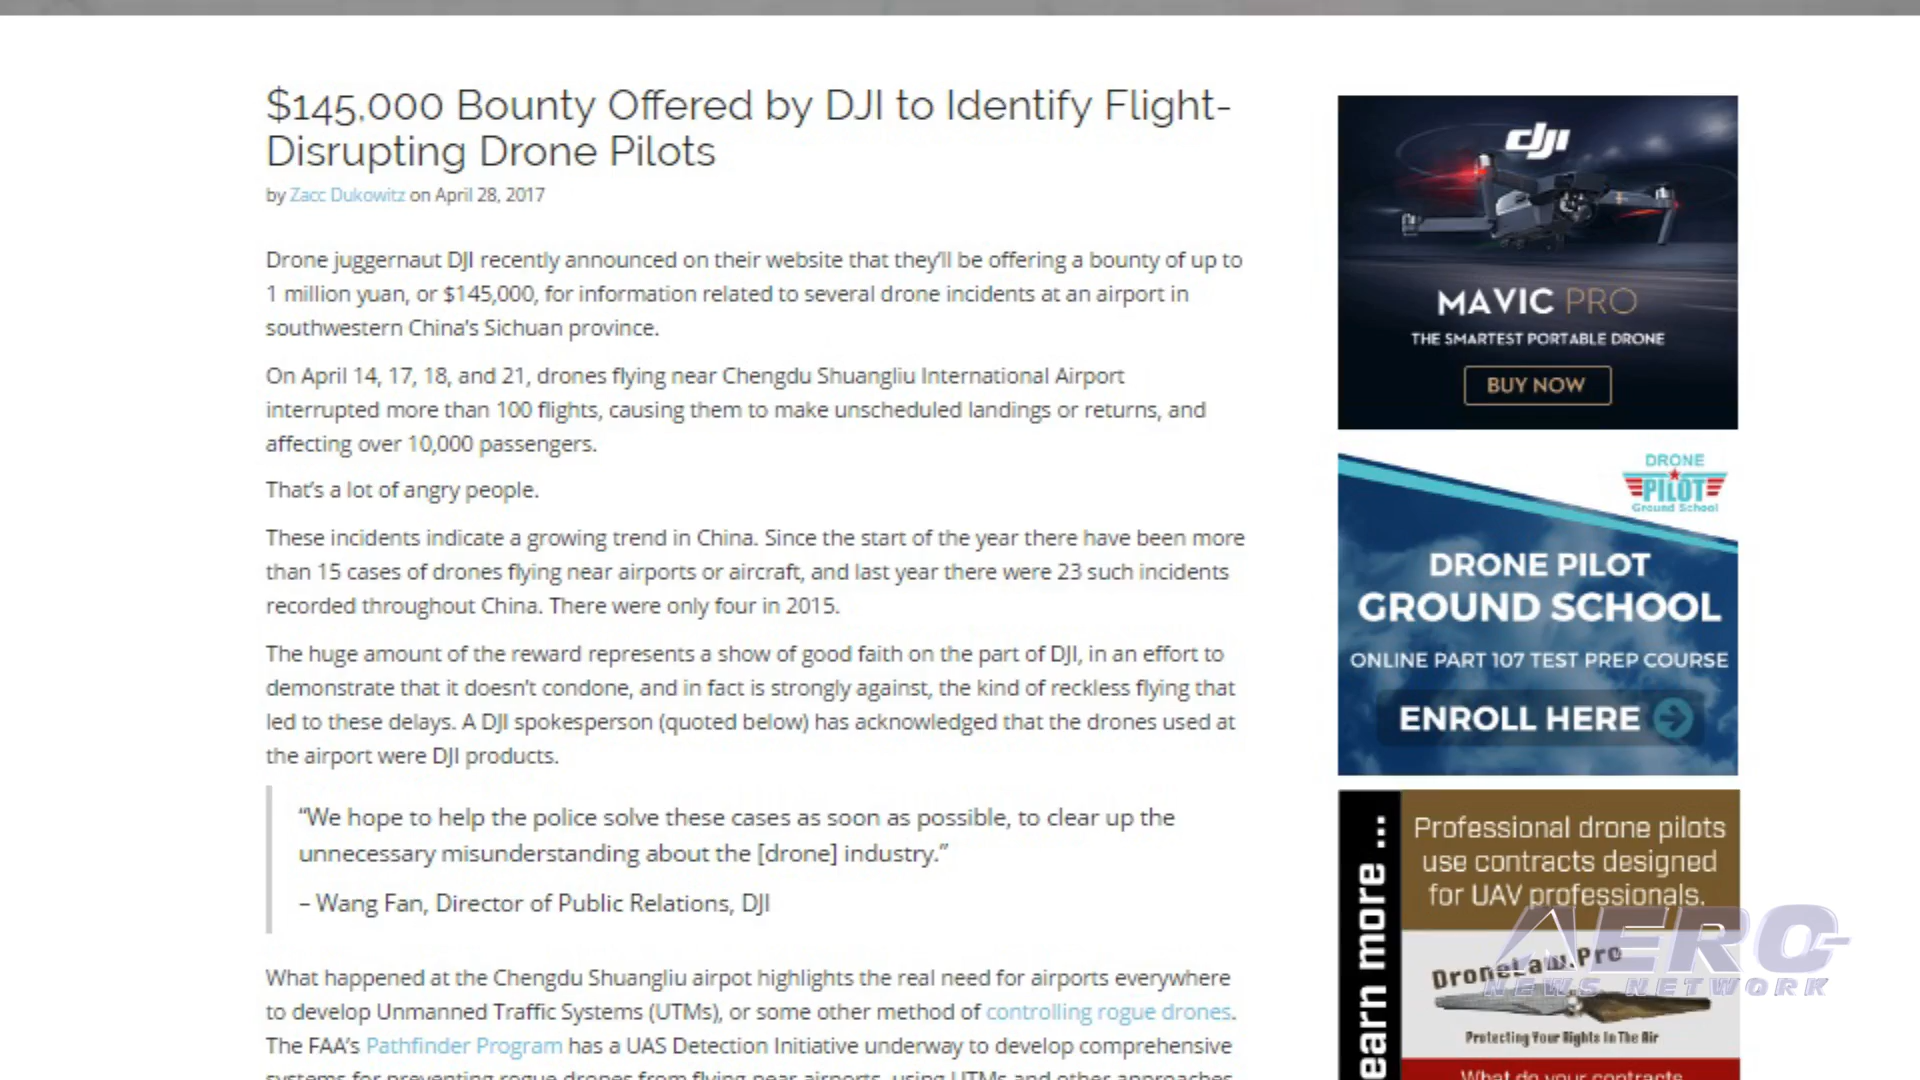 $145,000 Bounty Offered by DJI to Identify Flight-
Disrupting Drone Pilots
by Zacc Dukowitz on April 28, 2017
Drone juggernaut DJI recently announced on their website that they’ll be offering a bounty of up to
1 million yuan, or $145,000, for information related to several drone incidents at an airport in
southwestern China’s Sichuan province.
On April 14, 17, 18, and 21, drones flying near Chengdu Shuangliu International Airport
interrupted more than 100 flights, causing them to make unscheduled landings or returns, and
affecting over 10,000 passengers.
That’s a lot of angry people.
These incidents indicate a growing trend in China. Since the start of the year there have been more
than 15 cases of drones flying near airports or aircraft, and last year there were 23 such incidents
recorded throughout China. There were only four in 2015.
The huge amount of the reward represents a show of good faith on the part of DJI, in an effort to
demonstrate that it doesn’t condone, and in fact is strongly against, the kind of reckless flying that
led to these delays. A DJI spokesperson (quoted below) has acknowledged that the drones used at
the airport were DJI products.
“We hope to help the police solve these cases as soon as possible, to clear up the
unnecessary misunderstanding about the [drone] industry.”
– Wang Fan, Director of Public Relations, DJI
What happened at the Chengdu Shuangliu airpot highlights the real need for airports everywhere
to develop Unmanned Traffic Systems (UTMs), or some other method of controlling rogue drones.
The FAA’s Pathfinder Program has a UAS Detection Initiative underway to develop comprehensive
systems for preventing rogue drones from flying near airports, using UTMs and other approaches
dji
MAVIC PRO
THE SMARTEST PORTABLE DRONE
BUY NOW
DRONE
PILOT
Ground School
DRONE PILOT
GROUND SCHOOL
ONLINE PART 107 TEST PREP COURSE
ENROLL HERE
earn more ...
Professional drone pilots
use contracts designed
for UAV professionals.
DroneLaw.Pro
Protecting Your Rights In The Air
What do your contracts
AERO-
NEWS NETWORK